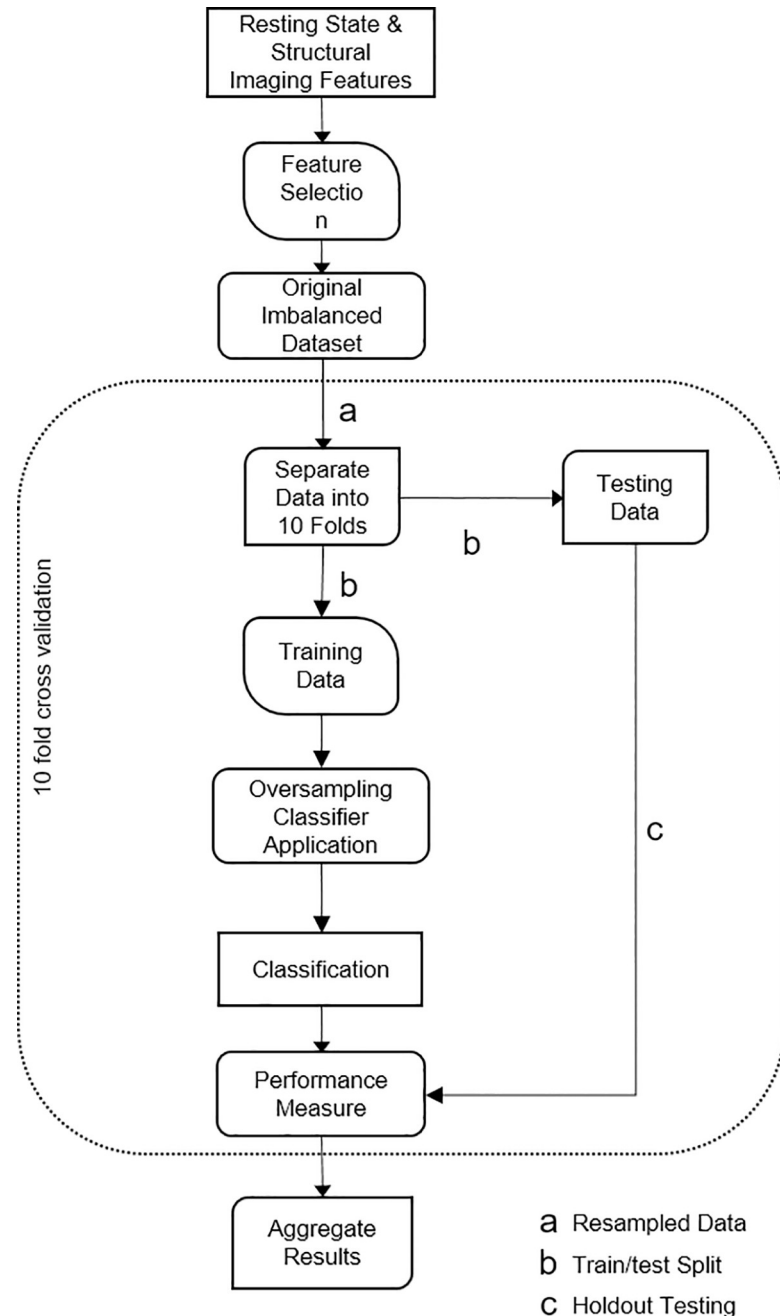 Resting State &
Structural
Imaging Features
Feature
Selectio
n
Original
Imbalanced
Dataset
a
Separate
Data into
10 Folds
b
Testing
Data
b
Training
Data
10 fold cross validation
Oversampling
Classifier
Application
c
Classification
Performance
Measure
Aggregate
Results
a Resampled Data
b Train/test Split
c Holdout Testing